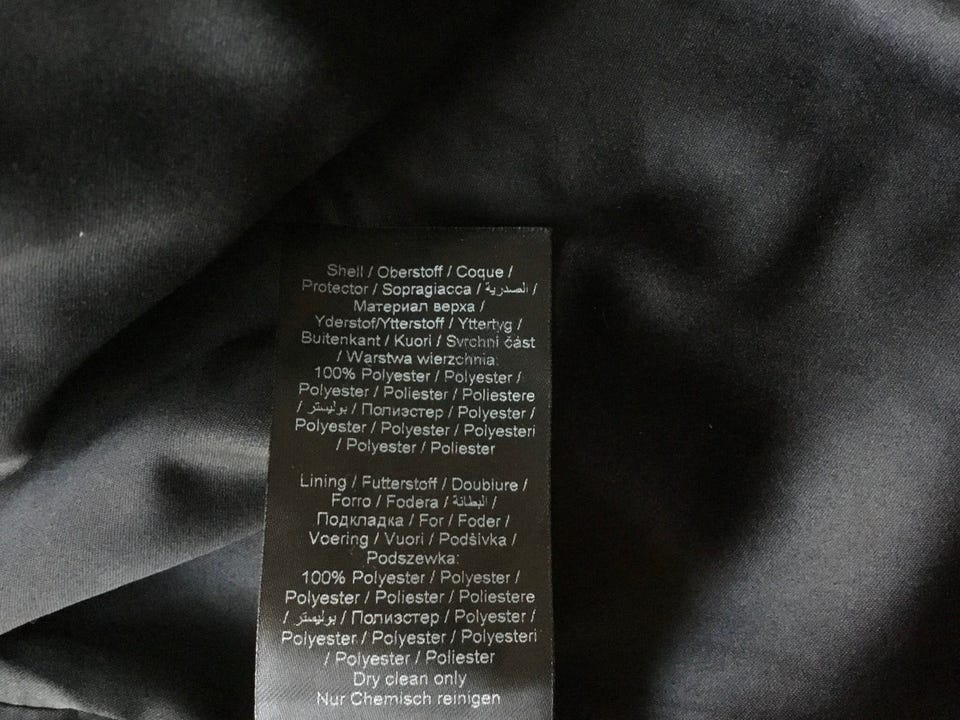 Shell / Oberstoff / Coque /
Protector / Sopragiacca / الصدرية /
Материал верха /
Yderstof/Ytterstoff / Yttertyg /
Buitenkant / Kuori / Svrchni část
/ Warstwa wierzchnia:
100% Polyester / Polyester /
Polyester / Poliester / Poliestere
/ بوليستر / Полиэстер / Polyester /
Polyester / Polyester / Polyesteri
/ Polyester / Poliester
Lining / Futterstoff / Doublure /
Forro / Fodera / البطانة /
Подкладка / For / Foder /
Voering / Vuori / Podšívka /
Podszewka:
100% Polyester / Polyester /
Polyester / Poliester / Poliestere
/ بوليستر / Полиэстер / Polyester /
Polyester / Polyester / Polyesteri
/ Polyester / Poliester
Dry clean only
Nur Chemisch reinigen